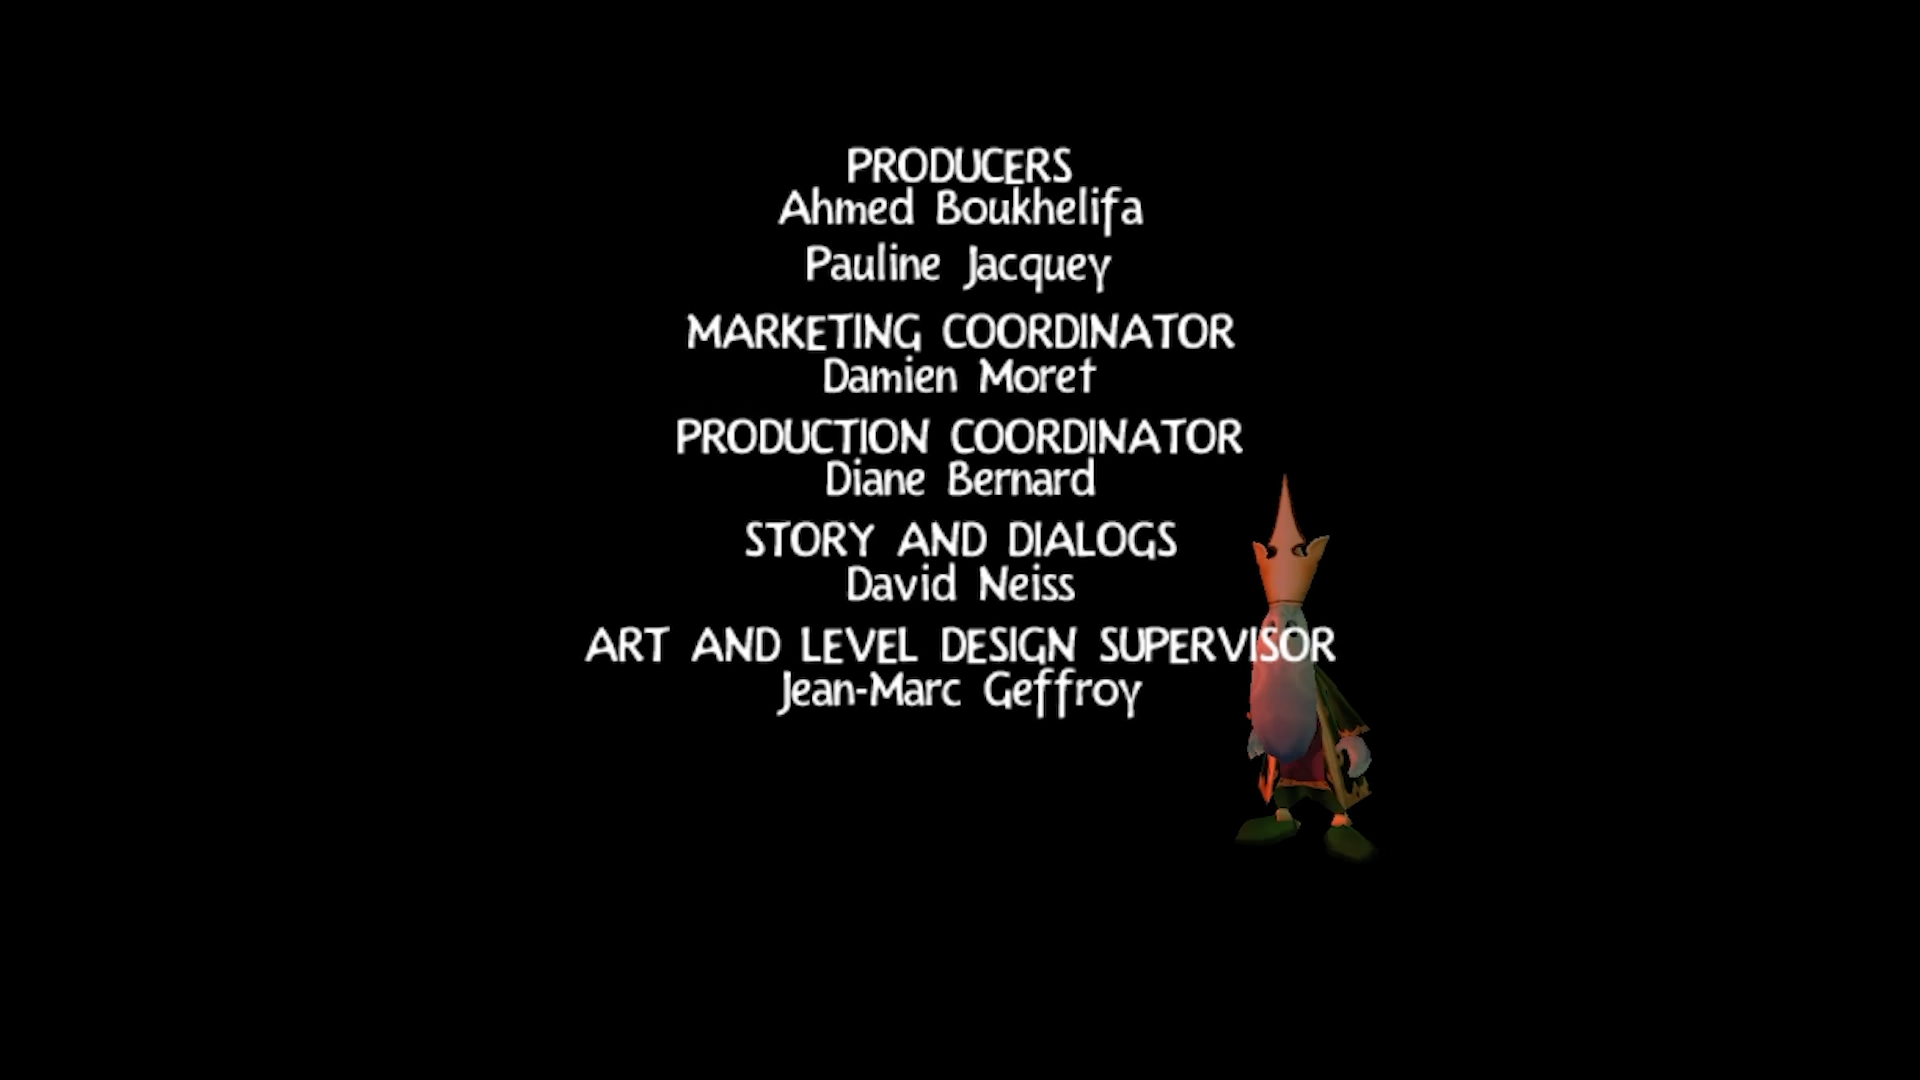 PRODUCERS
Ahmed Boukhelifa
Pauline Jacquey
MARKETING COORDINATOR
Damien Moret
PRODUCTION COORDINATOR
Diane Bernard
STORY AND DIALOGS
David Neiss
ART AND LEVEL DESIGN SUPERVISOR
Jean-Marc Geffroy